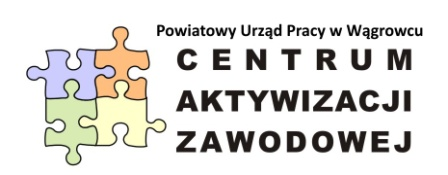 Powiatowy Urząd Pracy w Wągrowcu
CENTRUM
AKTYWIZACJI
ZAWODOWEJ